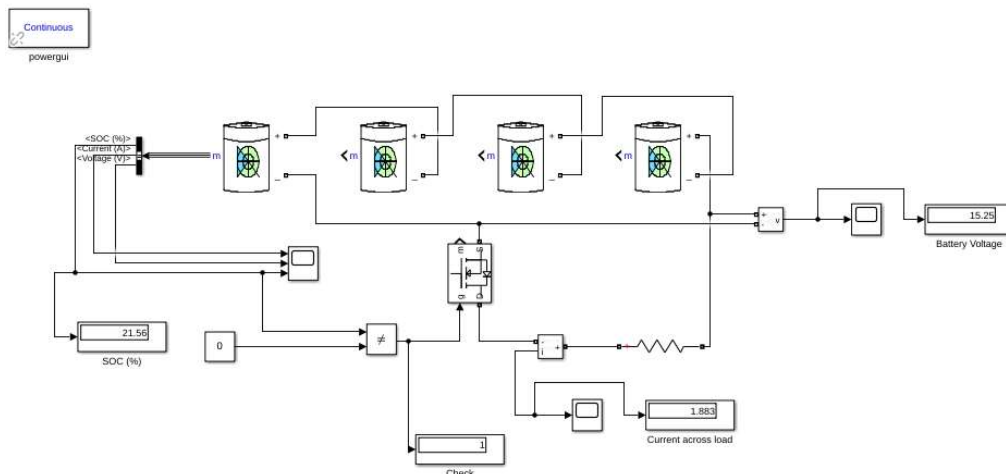 Continuous
powergui
<SOC (%)>
<Current (A)>
<Voltage (V)>
m
+
_
m
+
_
m
+
_
m
+
_
+
-
v
15.25
Battery Voltage
m
S
g
D
21.56
SOC (%)
0
≠
-
i
+
+
1.883
Current across load
1
Check